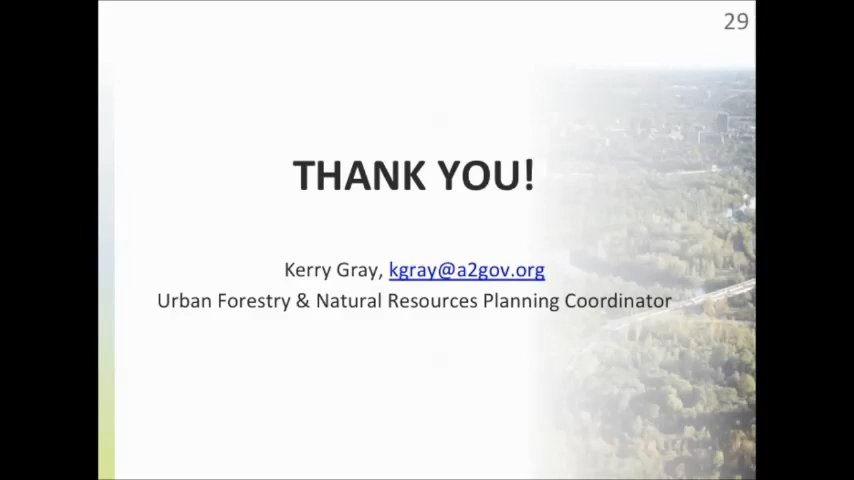 29
THANK YOU!
Kerry Gray, kgray@a2gov.org
Urban Forestry & Natural Resources Planning Coordinator